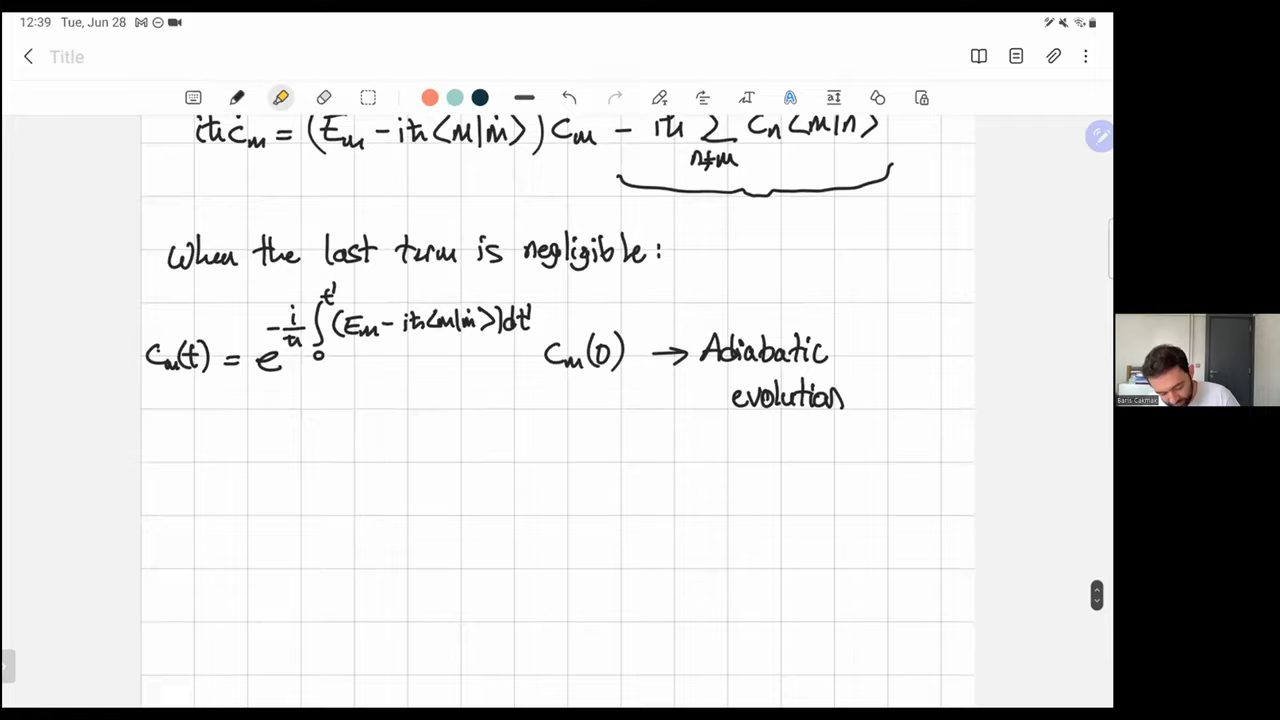 12:39 Tue, Jun 28
Title
iħċₘ = (Eₘ - iħ<m|ṁ>) Cₘ - iħ Σ Cₙ <m|ṅ>
n≠m
When the last term is negligible:
Cₘ(t) = e^{-i/ħ ∫₀^{t'} (Eₘ - iħ<m|ṁ>)dt'} Cₘ(0) → Adiabatic
evolution
Baris Cakmak